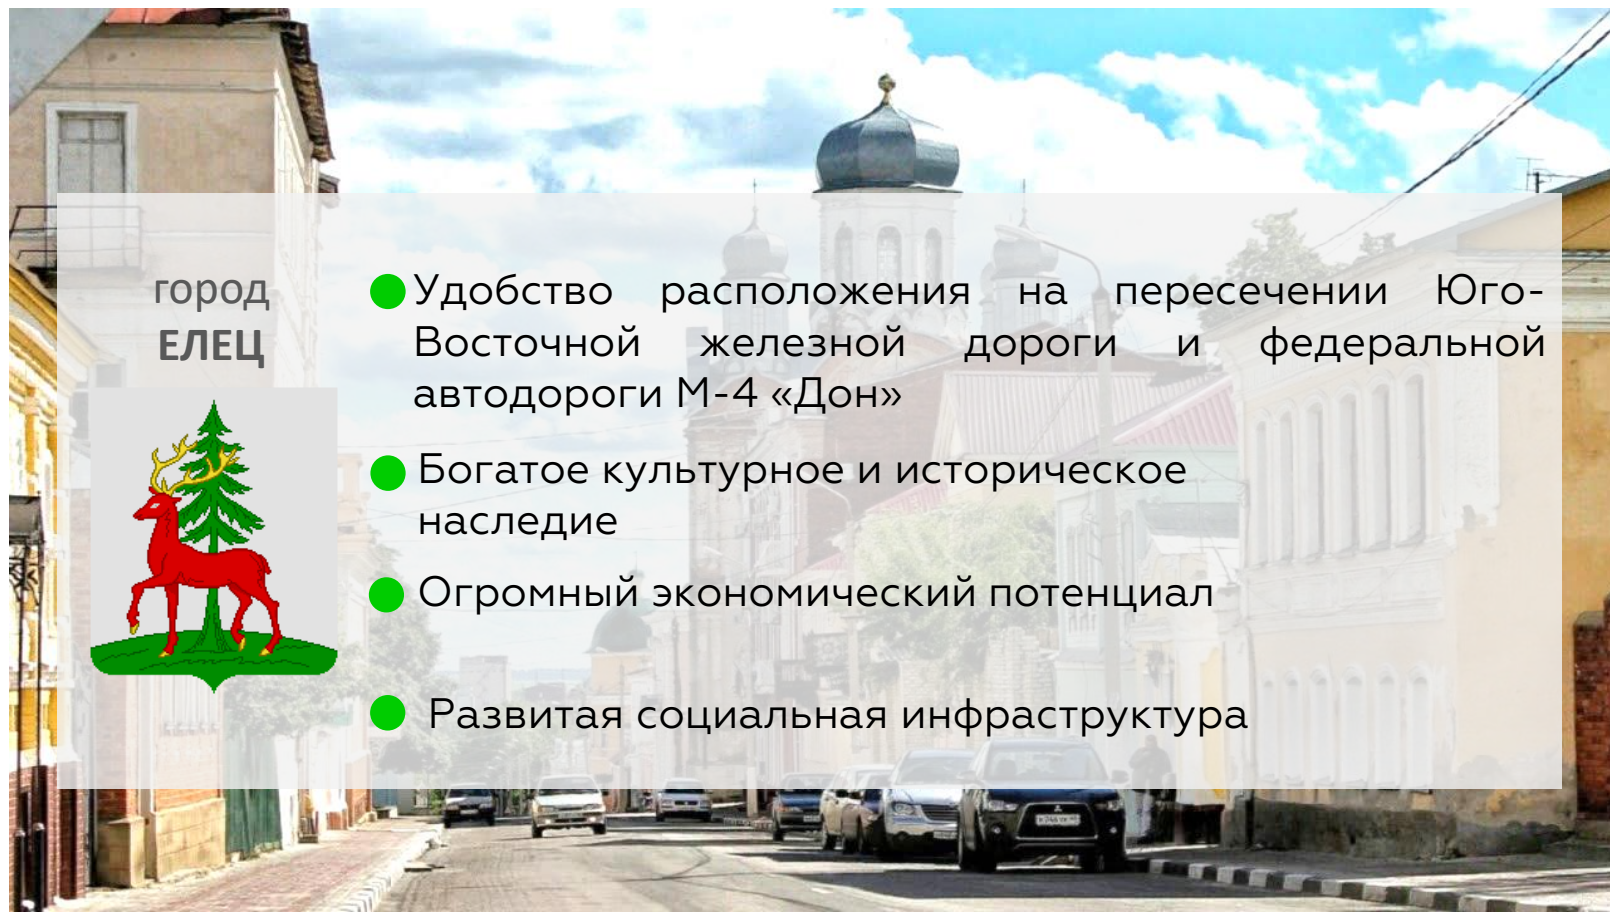 город
ЕЛЕЦ
Удобство расположения на пересечении Юго-
Восточной железной дороги и федеральной
автодороги М-4 «Дон»
Богатое культурное и историческое
наследие
Огромный экономический потенциал
Развитая социальная инфраструктура